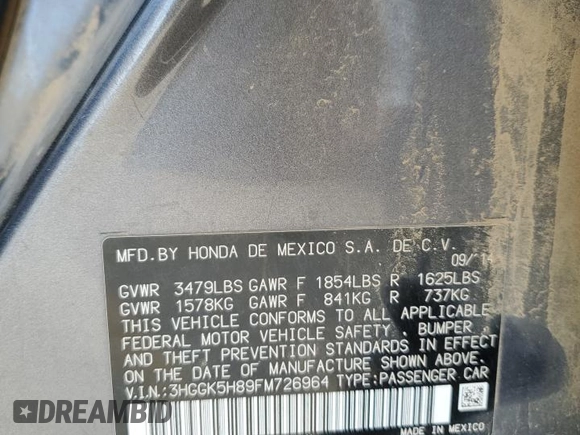 MFD.BY HONDA DE MEXICO S.A. DE C.V.
09/1
GVWR 3479LBS GAWR F 1854LBS R 1625LBS
GVWR 1578KG GAWR F 841KG R 737KG
THIS VEHICLE CONFORMS TO ALL APPLICABLE
FEDERAL MOTOR VEHICLE SAFETY, BUMPER,
AND THEFT PREVENTION STANDARDS IN EFFECT
ON THE DATE OF MANUFACTURE SHOWN ABOVE.
V.I.N.:3HGGK5H89FM726964 TYPE:PASSENGER CAR
MADE IN MEXICO
DREAMBID